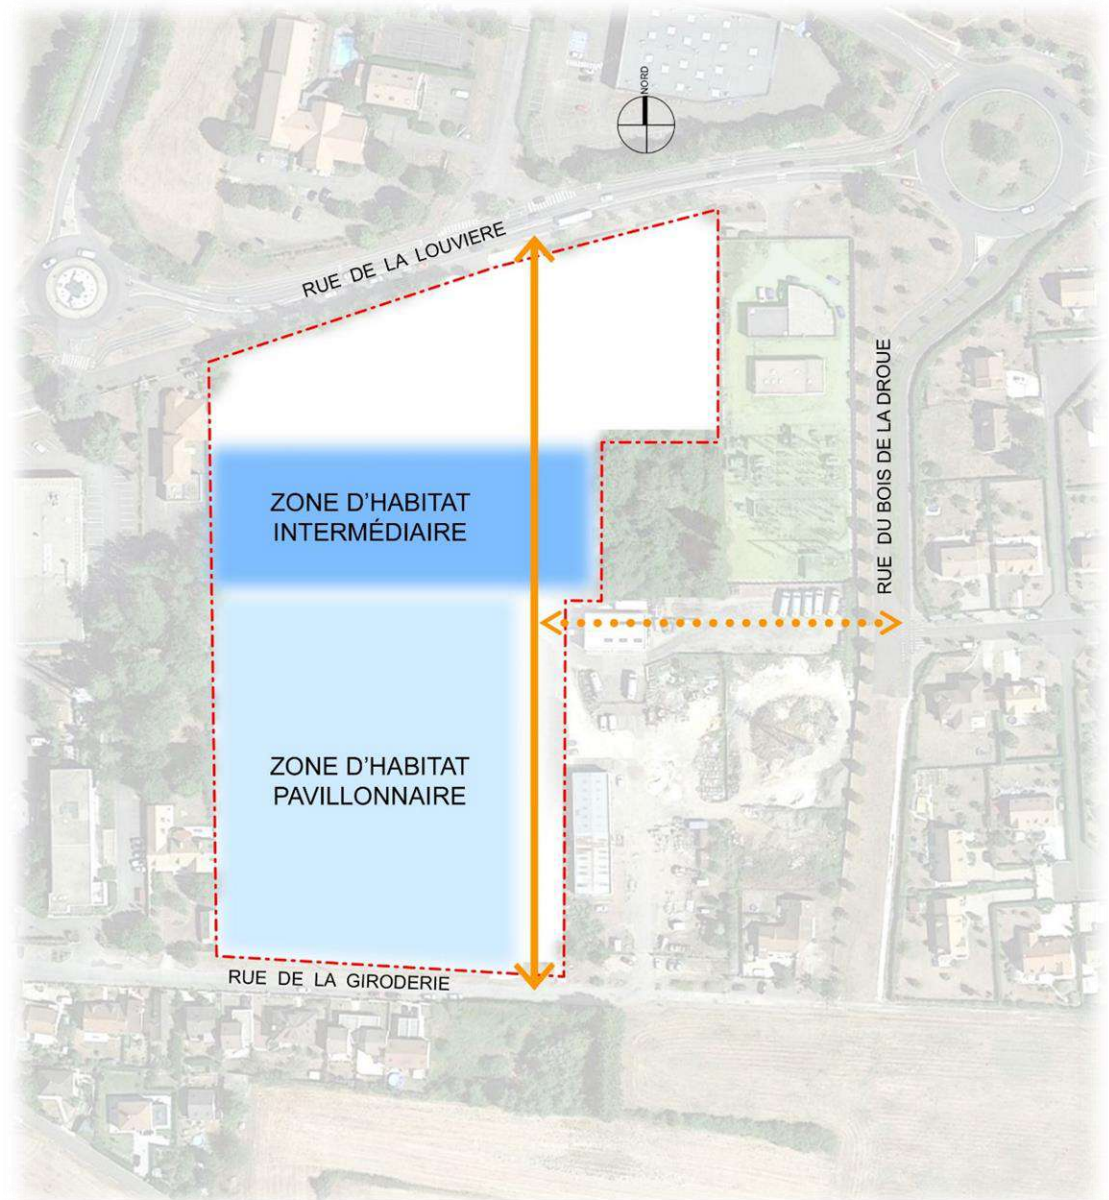 NORD
RUE DE LA LOUVIERE
RUE DU BOIS DE LA DROUE
ZONE D'HABITAT
INTERMÉDIAIRE
ZONE D'HABITAT
PAVILLONNAIRE
RUE DE LA GIRODERIE